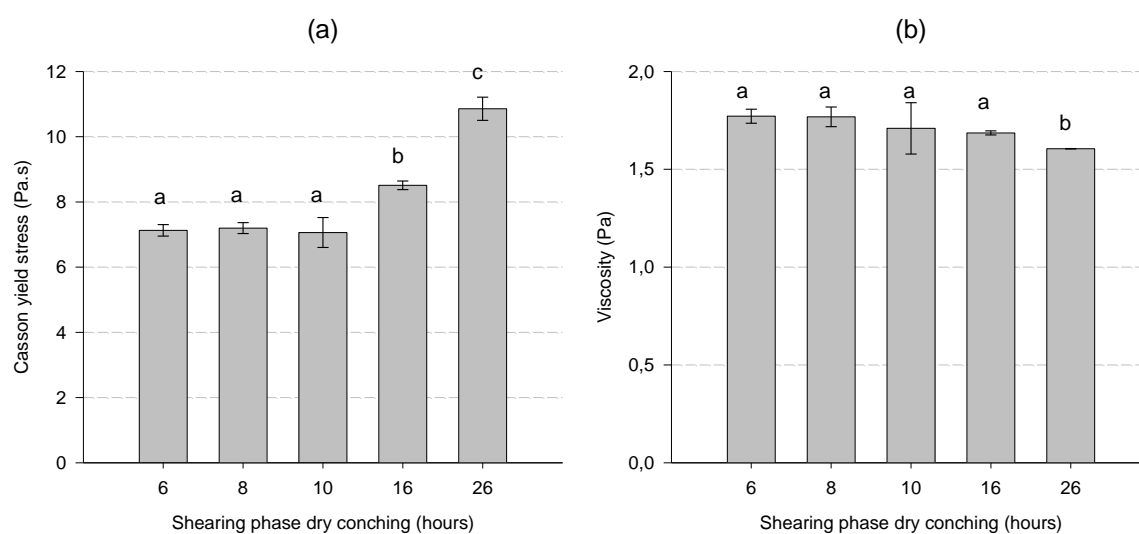 (a)
Casson yield stress (Pa.s)
12
10
8
6
4
2
0
a
a
a
b
c
6 8 10 16 26
Shearing phase dry conching (hours)
(b)
Viscosity (Pa)
2,0
1,5
1,0
0,5
0,0
a
a
a
a
b
6 8 10 16 26
Shearing phase dry conching (hours)